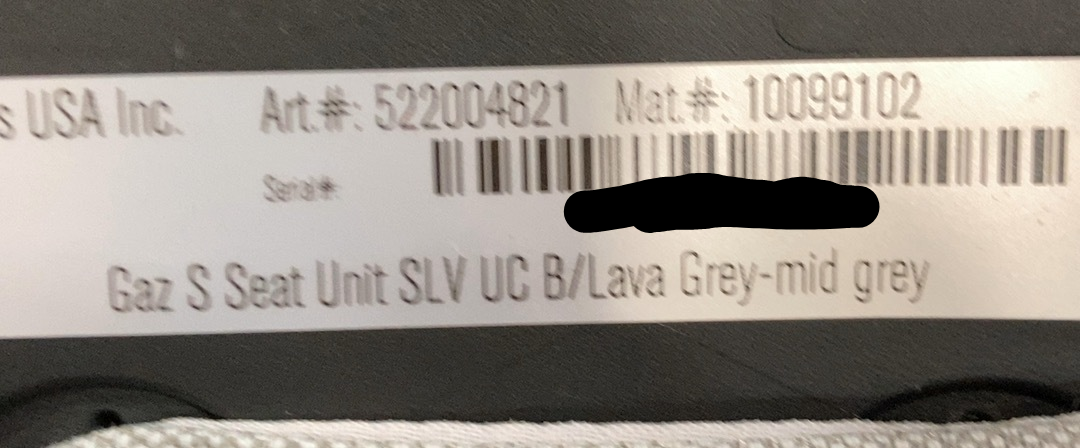 s USA Inc. Art.#: 522004821 Mat.#: 10099102
Serial#:
Gaz S Seat Unit SLV UC B/Lava Grey-mid grey